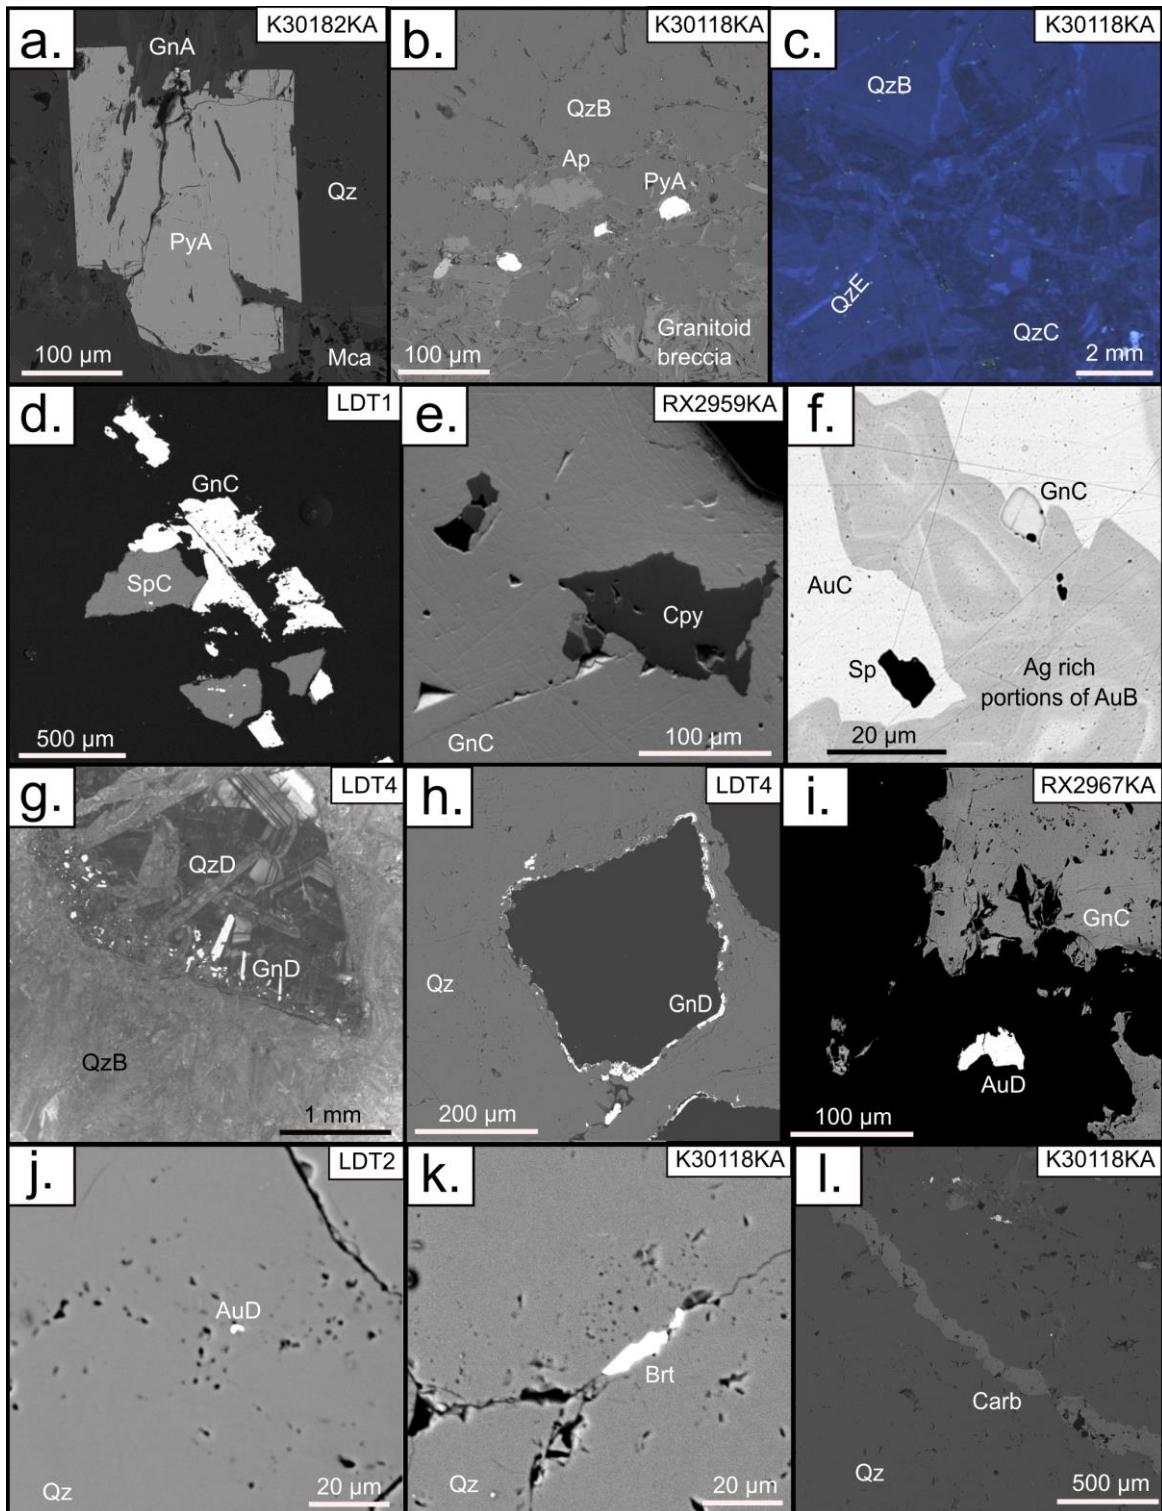 a.
K30182KA
GnA
Qz
PyA
100 µm
Mca
b.
K30118KA
QzB
Ap
PyA
Granitoid
breccia
100 µm
c.
K30118KA
QzB
QzE
QzC
2 mm
d.
LDT1
GnC
SpC
500 µm
e.
RX2959KA
Cpy
GnC
100 µm
f.
GnC
AuC
Sp
Ag rich
portions of AuB
20 µm
g.
LDT4
QzD
GnD
QzB
1 mm
h.
LDT4
Qz
GnD
200 µm
i.
RX2967KA
GnC
AuD
100 µm
j.
LDT2
AuD
Qz
20 µm
k.
K30118KA
Brt
Qz
20 µm
l.
K30118KA
Carb
Qz
500 µm